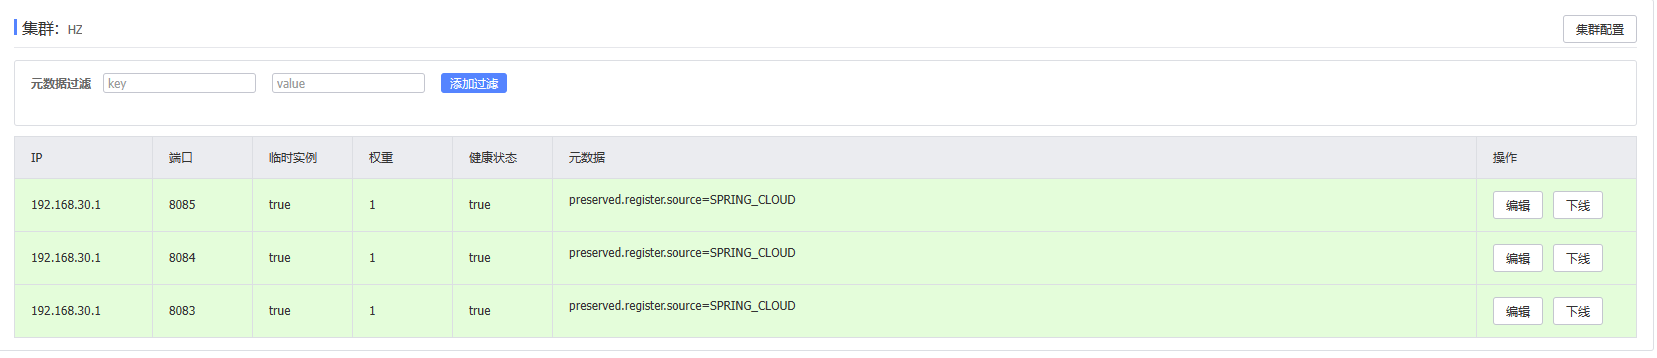 集群： HZ 集群配置
元数据过滤 key value 添加过滤
IP 端口 临时实例 权重 健康状态 元数据 操作
192.168.30.1 8085 true 1 true preserved.register.source=SPRING_CLOUD 编辑 下线
192.168.30.1 8084 true 1 true preserved.register.source=SPRING_CLOUD 编辑 下线
192.168.30.1 8083 true 1 true preserved.register.source=SPRING_CLOUD 编辑 下线